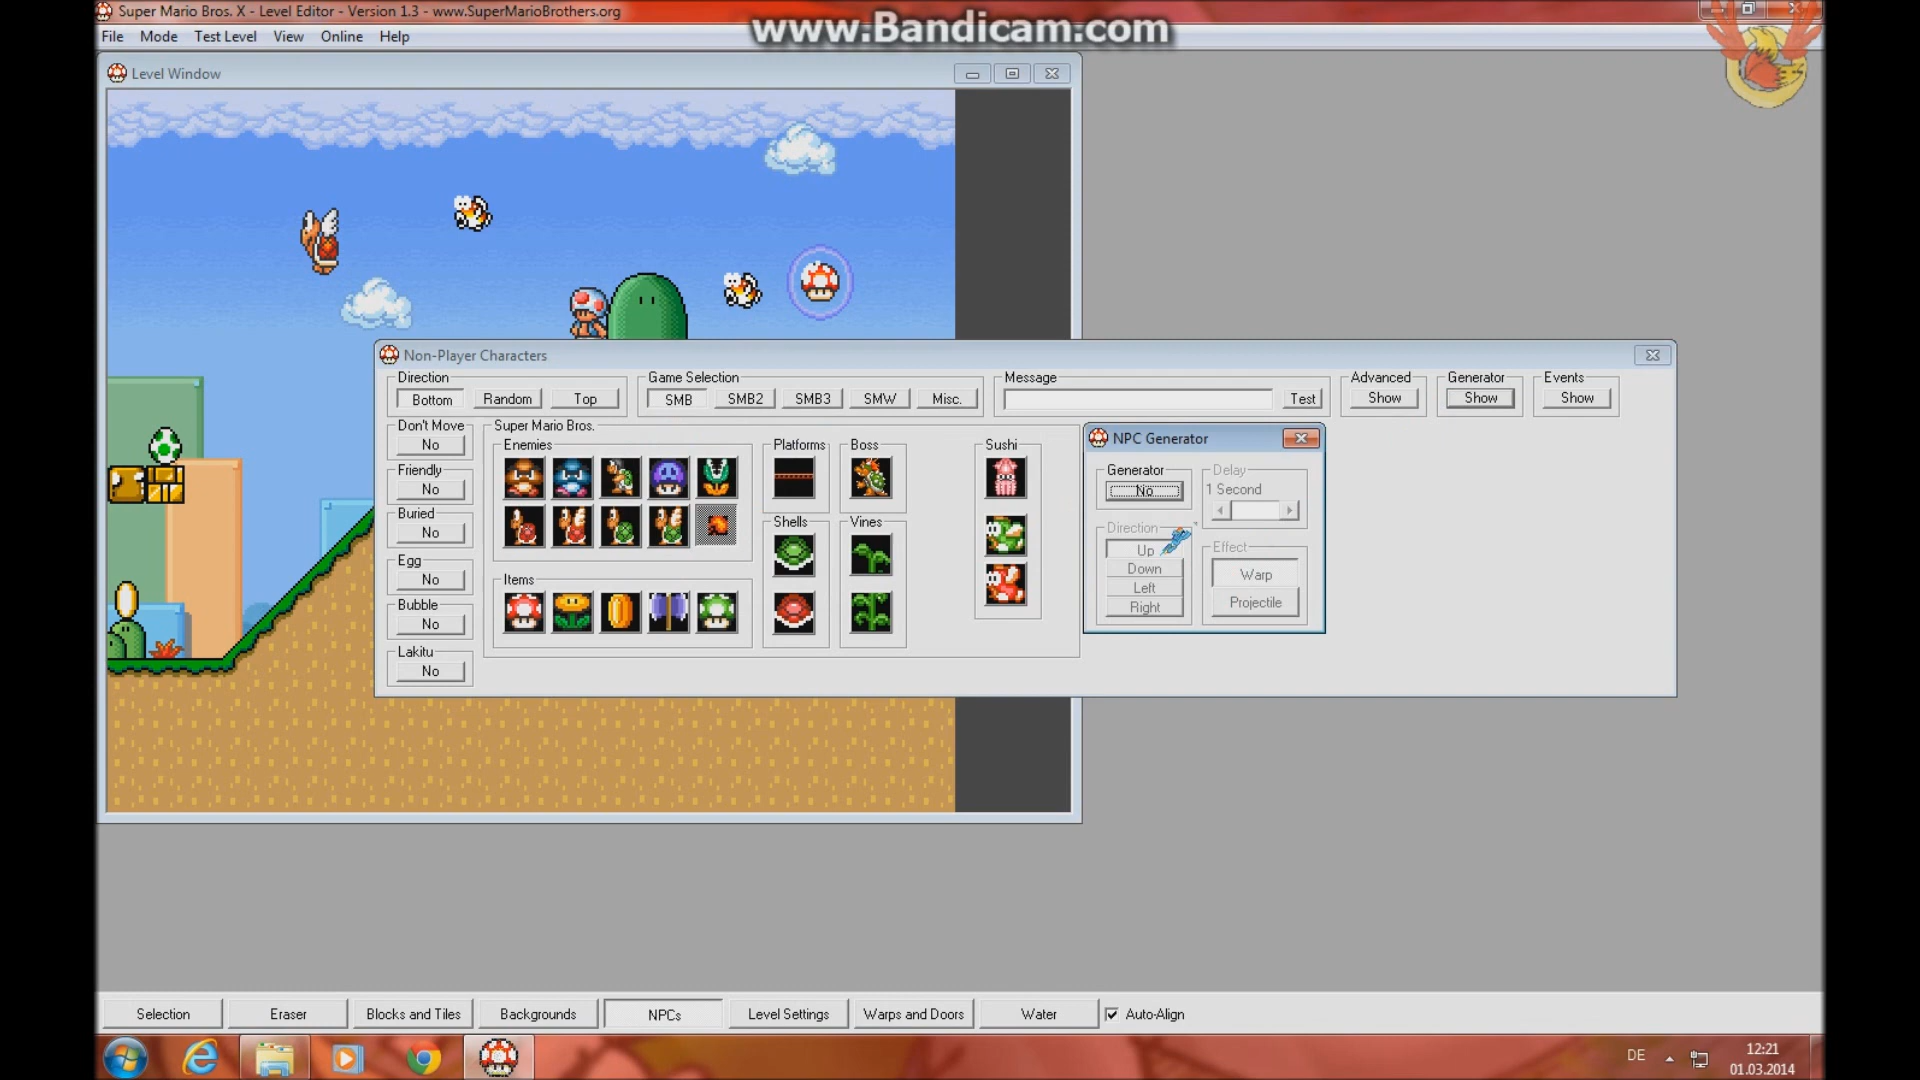 Super Mario Bros. X - Level Editor - Version 1.3 - www.SuperMarioBrothers.org
www.Bandicam.com
File Mode Test Level View Online Help
Level Window
Non-Player Characters
Direction Game Selection Message Advanced Generator Events
Bottom Random Top SMB SMB2 SMB3 SMW Misc. Test Show Show Show
Don't Move Super Mario Bros.
No Enemies Platforms Boss Sushi
NPC Generator
Friendly Generator Delay
No No 1 Second
Buried Shells Vines
No Direction
Up Effect
Egg Down Warp
No Items Left
Bubble Right Projectile
No
Lakitu
No
Selection Eraser Blocks and Tiles Backgrounds NPCs Level Settings Warps and Doors Water Auto-Align
DE 12:21
01.03.2014